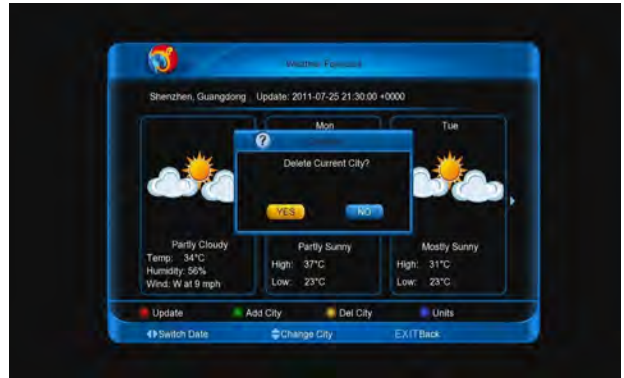 Weather Forecast
Shenzhen, Guangdong Update: 2011-07-25 21:30:00 +0000
Mon
Tue
?
Delete Current City?
YES
NO
Partly Cloudy
Temp: 34°C
Humidity: 56%
Wind: W at 9 mph
Partly Sunny
High: 37°C
Low: 23°C
Mostly Sunny
High: 31°C
Low: 23°C
Update
Add City
Del City
Units
Switch Date
Change City
EXIT Back